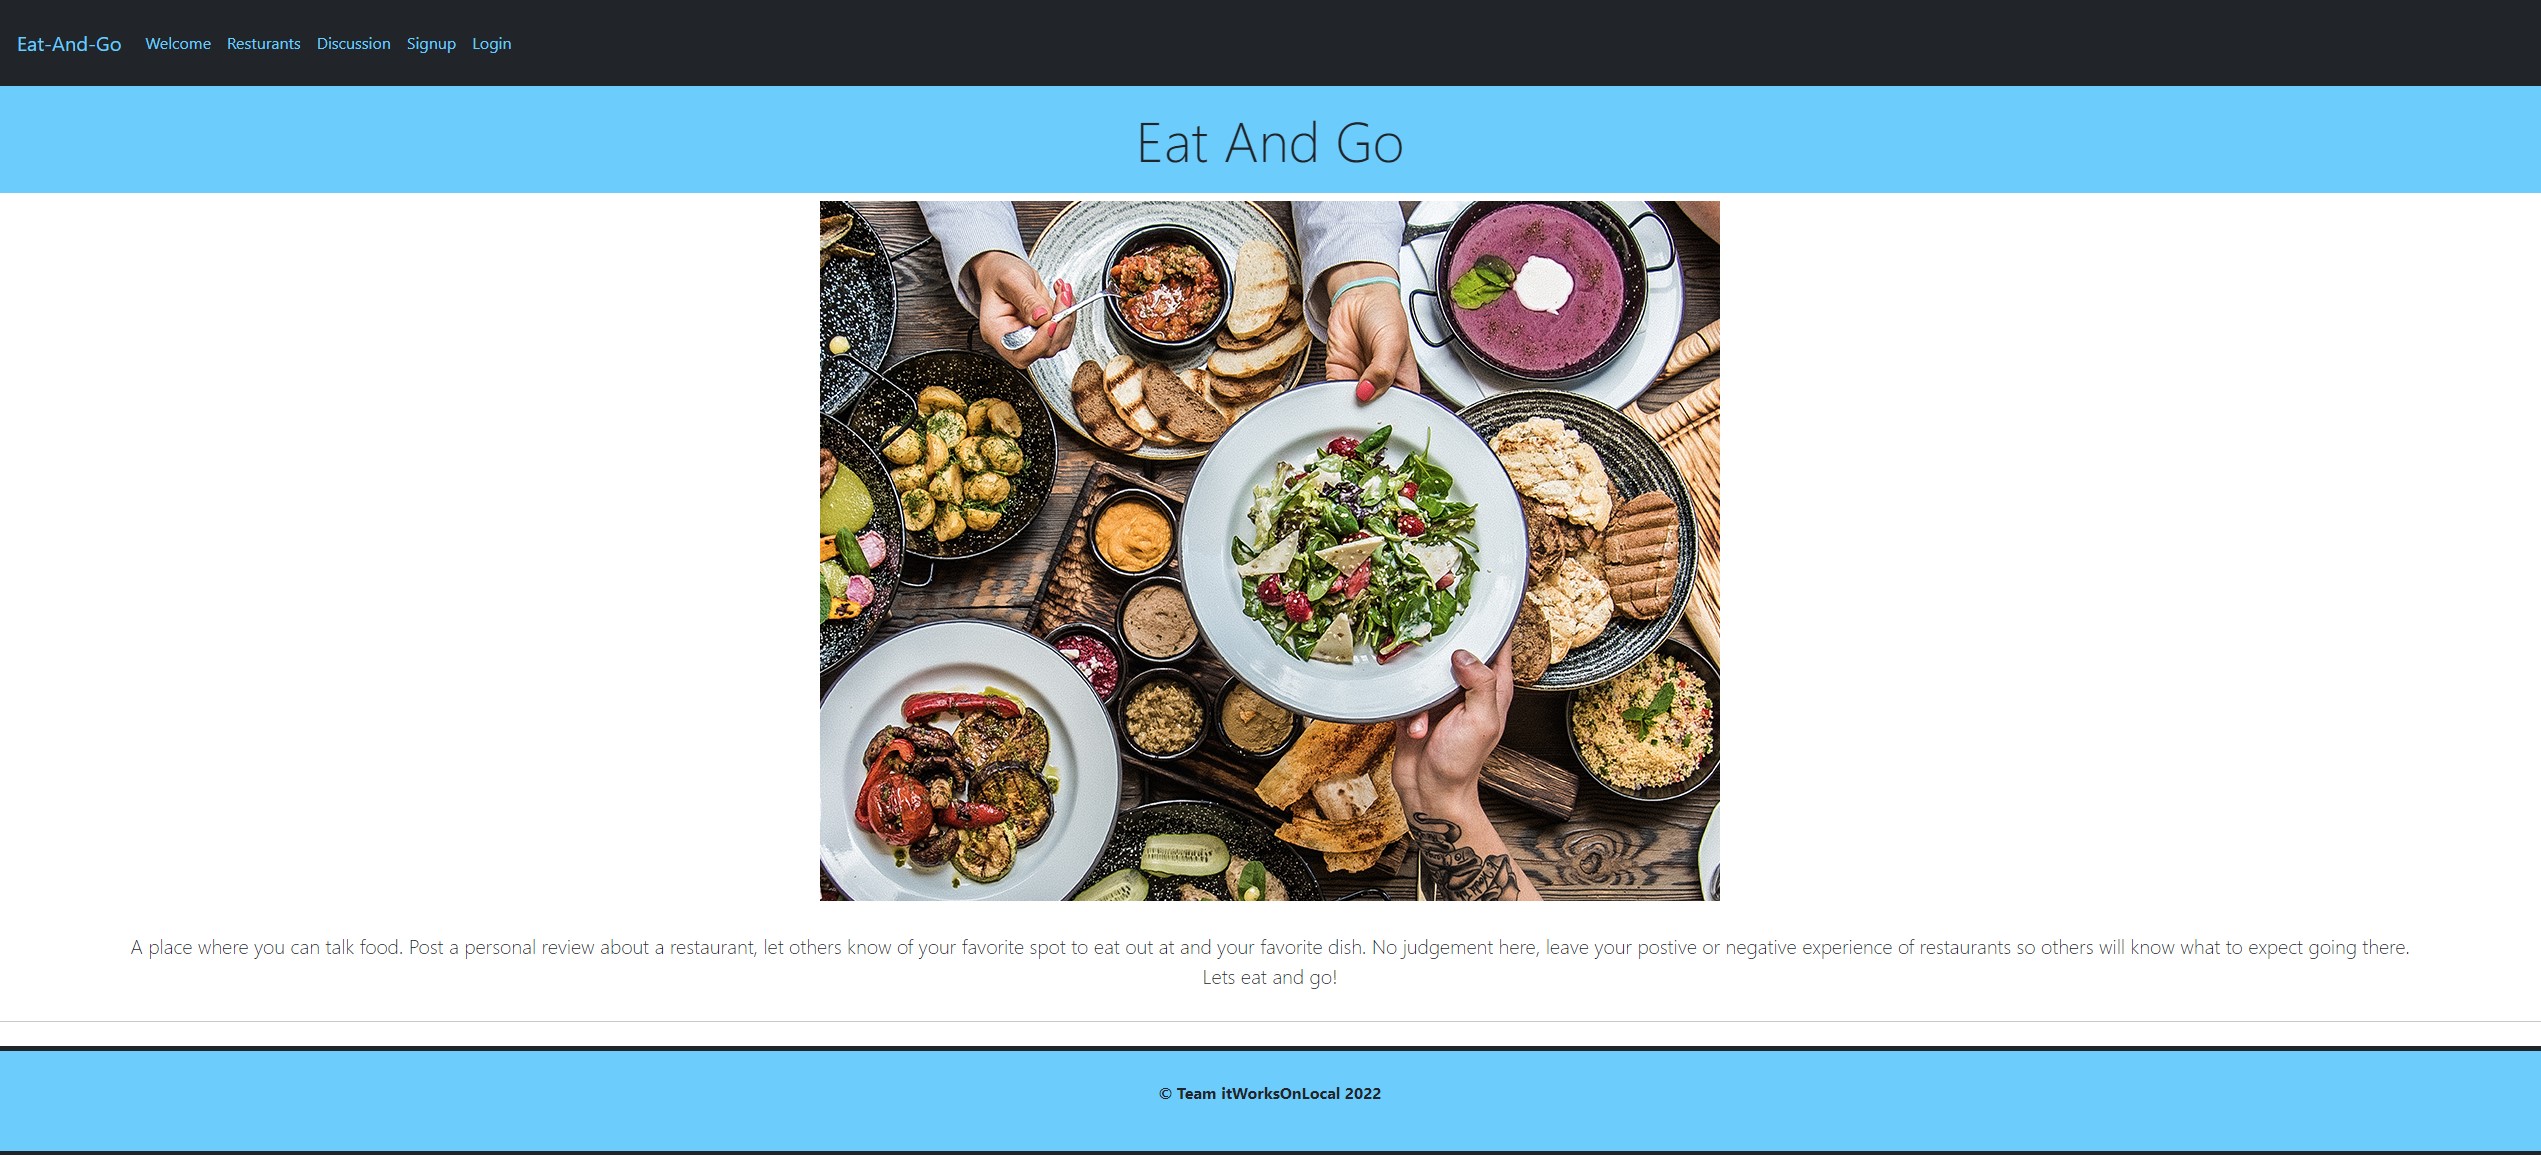 Eat-And-Go Welcome Resturants Discussion Signup Login
Eat And Go
A place where you can talk food. Post a personal review about a restaurant, let others know of your favorite spot to eat out at and your favorite dish. No judgement here, leave your postive or negative experience of restaurants so others will know what to expect going there.
Lets eat and go!
© Team itWorksOnLocal 2022